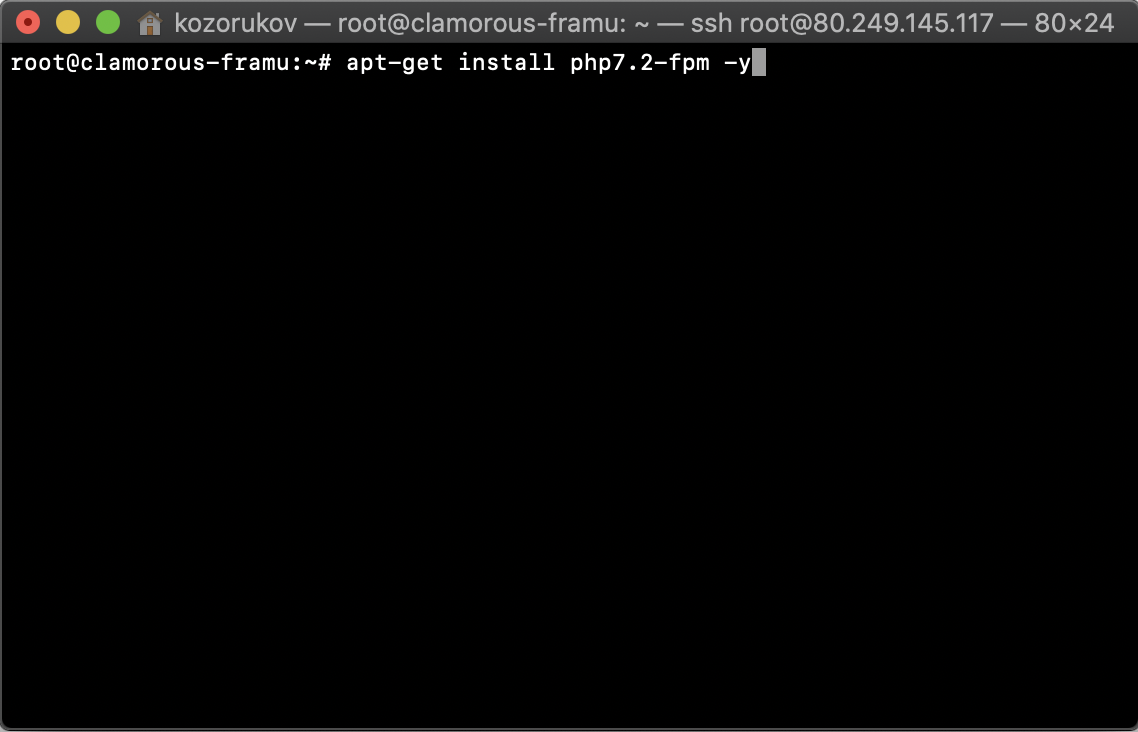 kozorukov — root@clamorous-framu: ~ — ssh root@80.249.145.117 — 80×24
root@clamorous-framu:~# apt-get install php7.2-fpm -y